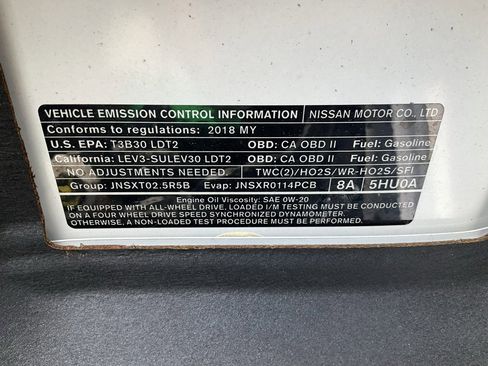 VEHICLE EMISSION CONTROL INFORMATION NISSAN MOTOR CO., LTD
Conforms to regulations: 2018 MY
U.S. EPA: T3B30 LDT2 OBD: CA OBD II Fuel: Gasoline
California: LEV3-SULEV30 LDT2 OBD: CA OBD II Fuel: Gasoline
NO ADJUSTMENTS NEEDED. TWC(2)/HO2S/WR-HO2S/SFI
Group: JNSXT02.5R5B Evap: JNSXR0114PCB 8A 5HU0A
Engine Oil Viscosity: SAE 0W-20
IF EQUIPPED WITH ALL-WHEEL DRIVE, LOADED I/M TESTING MUST BE CONDUCTED
ON A FOUR WHEEL DRIVE SPEED SYNCHRONIZED DYNAMOMETER.
OTHERWISE, A NON-LOADED TEST PROCEDURE MUST BE CONDUCTED.